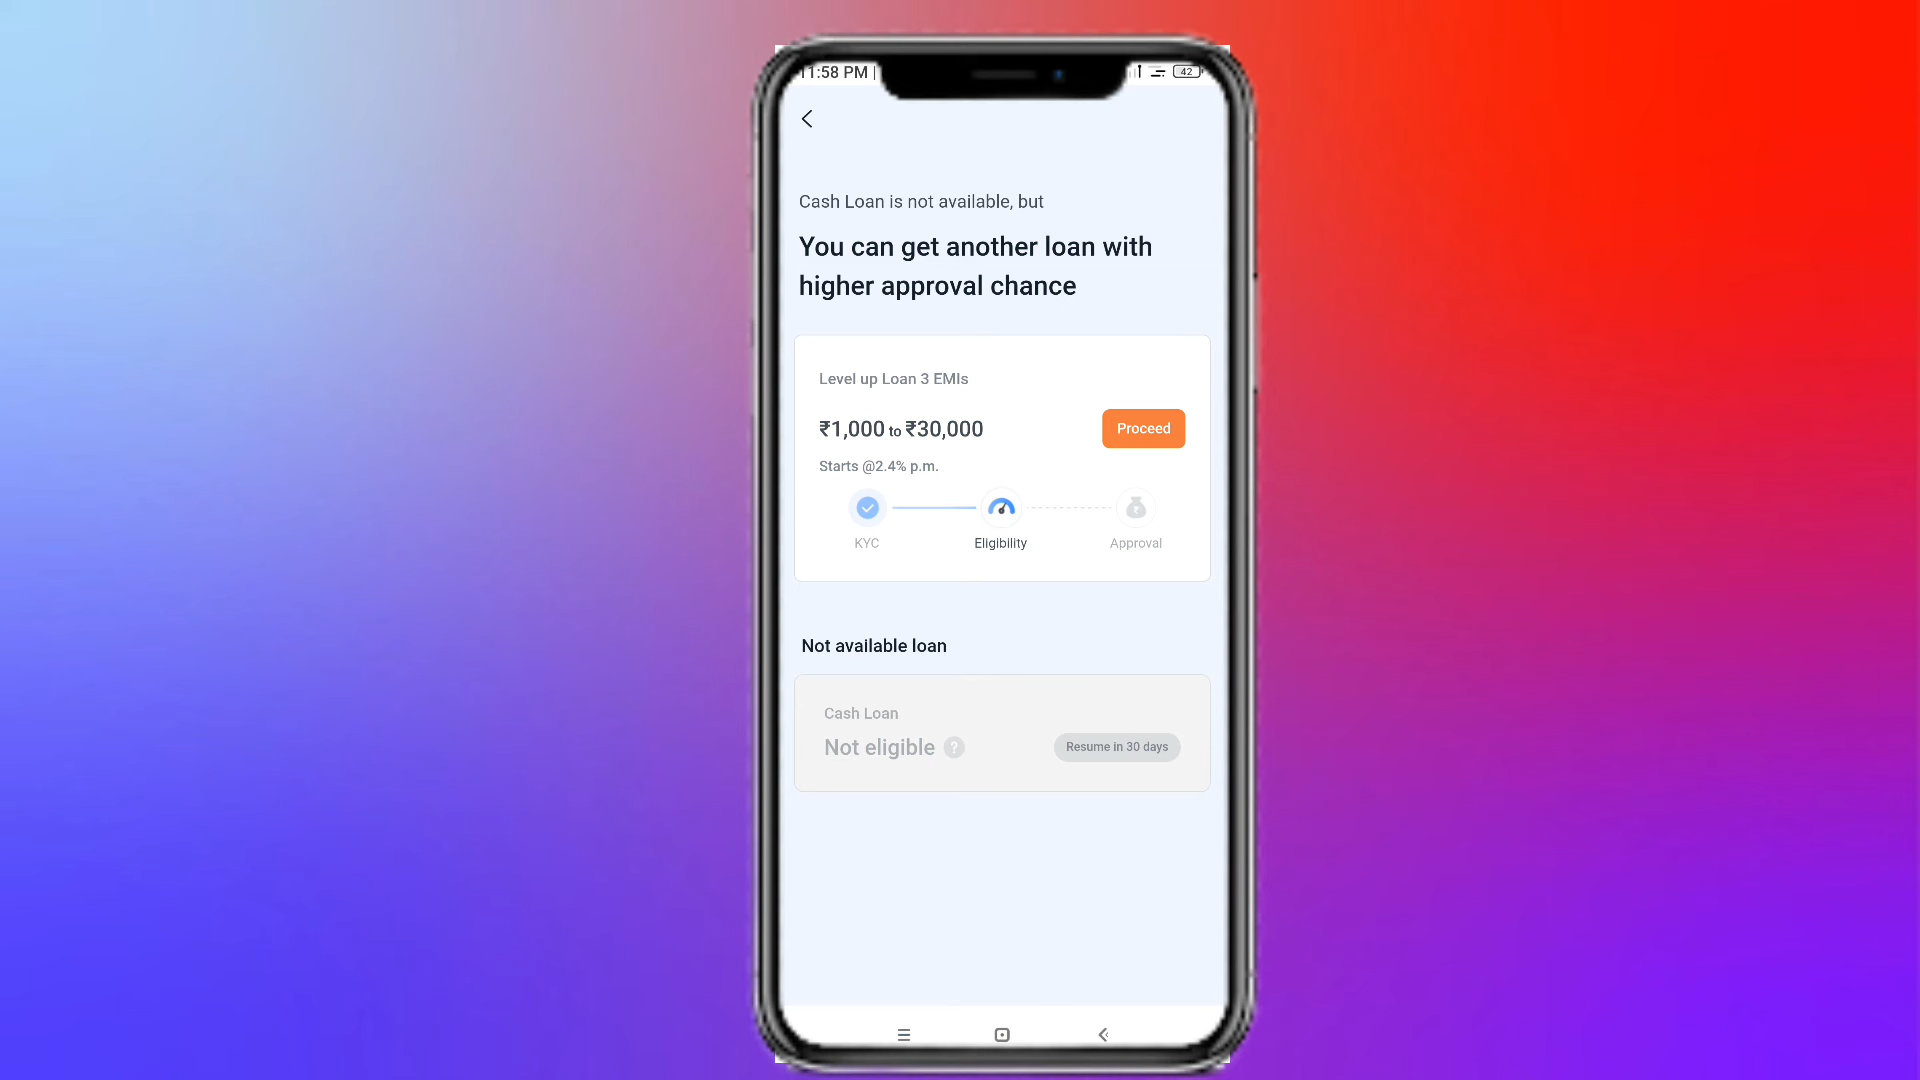 11:58 PM |
42
Cash Loan is not available, but
You can get another loan with
higher approval chance
Level up Loan 3 EMIs
₹1,000 to ₹30,000
Proceed
Starts @2.4% p.m.
KYC
Eligibility
Approval
Not available loan
Cash Loan
Not eligible ?
Resume in 30 days